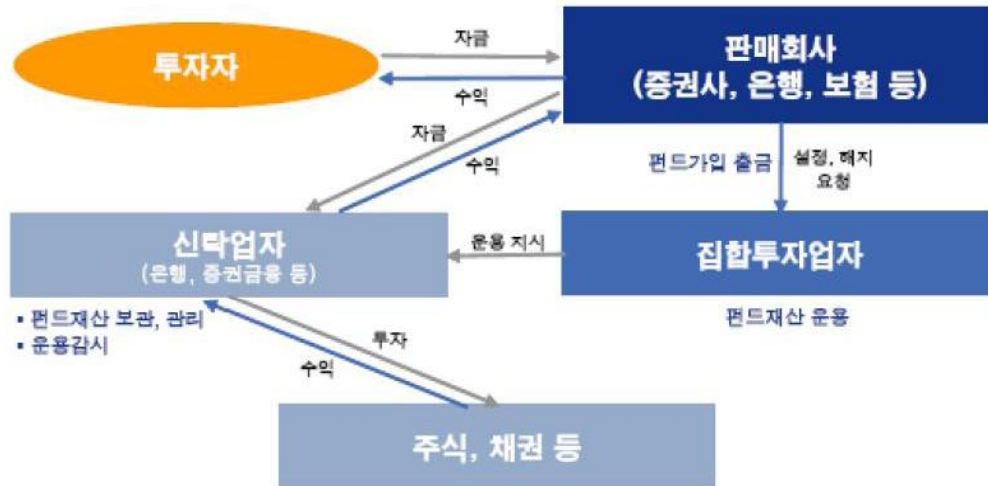 투자자
자금
수익
판매회사
(증권사, 은행, 보험 등)
자금
수익
펀드가입 출금
설정, 해지
요청
신탁업자
(은행, 증권금융 등)
운용 지시
집합투자업자
▪ 펀드재산 보관, 관리
▪ 운용감시
펀드재산 운용
투자
수익
주식, 채권 등